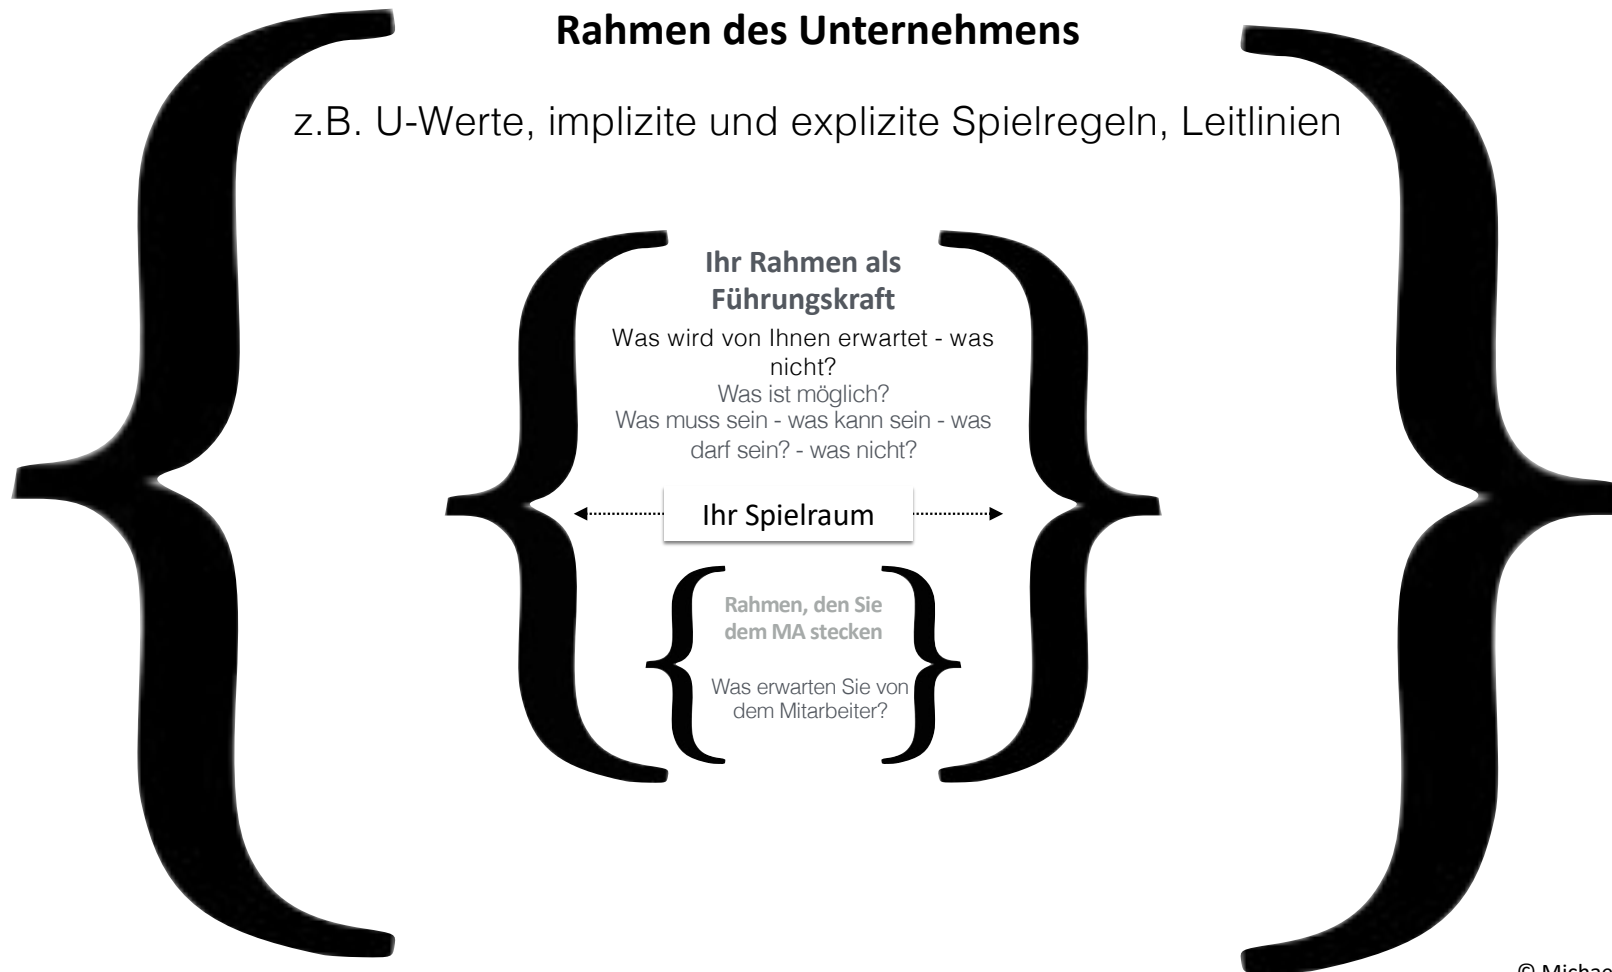 Rahmen des Unternehmens
z.B. U-Werte, implizite und explizite Spielregeln, Leitlinien
Ihr Rahmen als
Führungskraft
Was wird von Ihnen erwartet - was
nicht?
Was ist möglich?
Was muss sein - was kann sein - was
darf sein? - was nicht?
Ihr Spielraum
Rahmen, den Sie
dem MA stecken
Was erwarten Sie von
dem Mitarbeiter?
© Michae